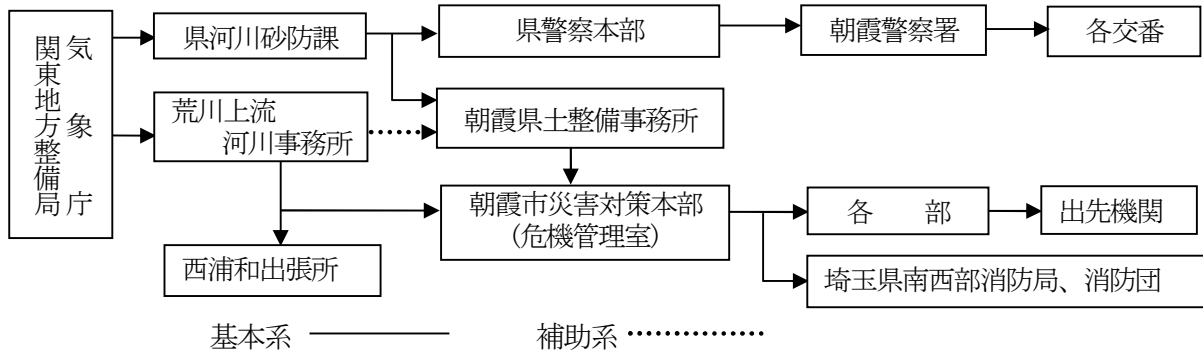 気象庁
関東地方整備局
県河川砂防課
県警察本部
朝霞警察署
各交番
荒川上流
河川事務所
朝霞県土整備事務所
朝霞市災害対策本部
(危機管理室)
各　部
出先機関
西浦和出張所
埼玉県南西部消防局、消防団
基本系
補助系